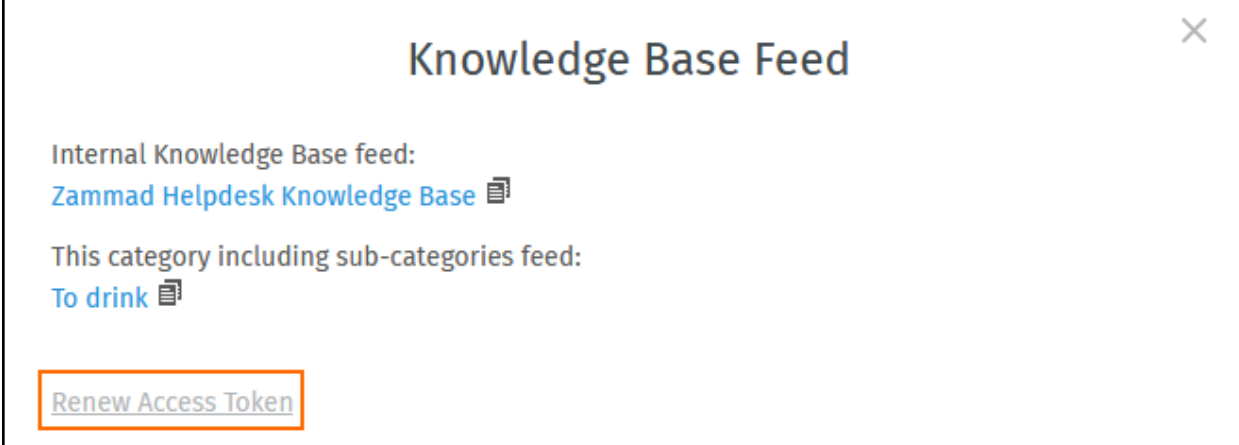 Knowledge Base Feed
Internal Knowledge Base feed:
Zammad Helpdesk Knowledge Base
This category including sub-categories feed:
To drink
Renew Access Token